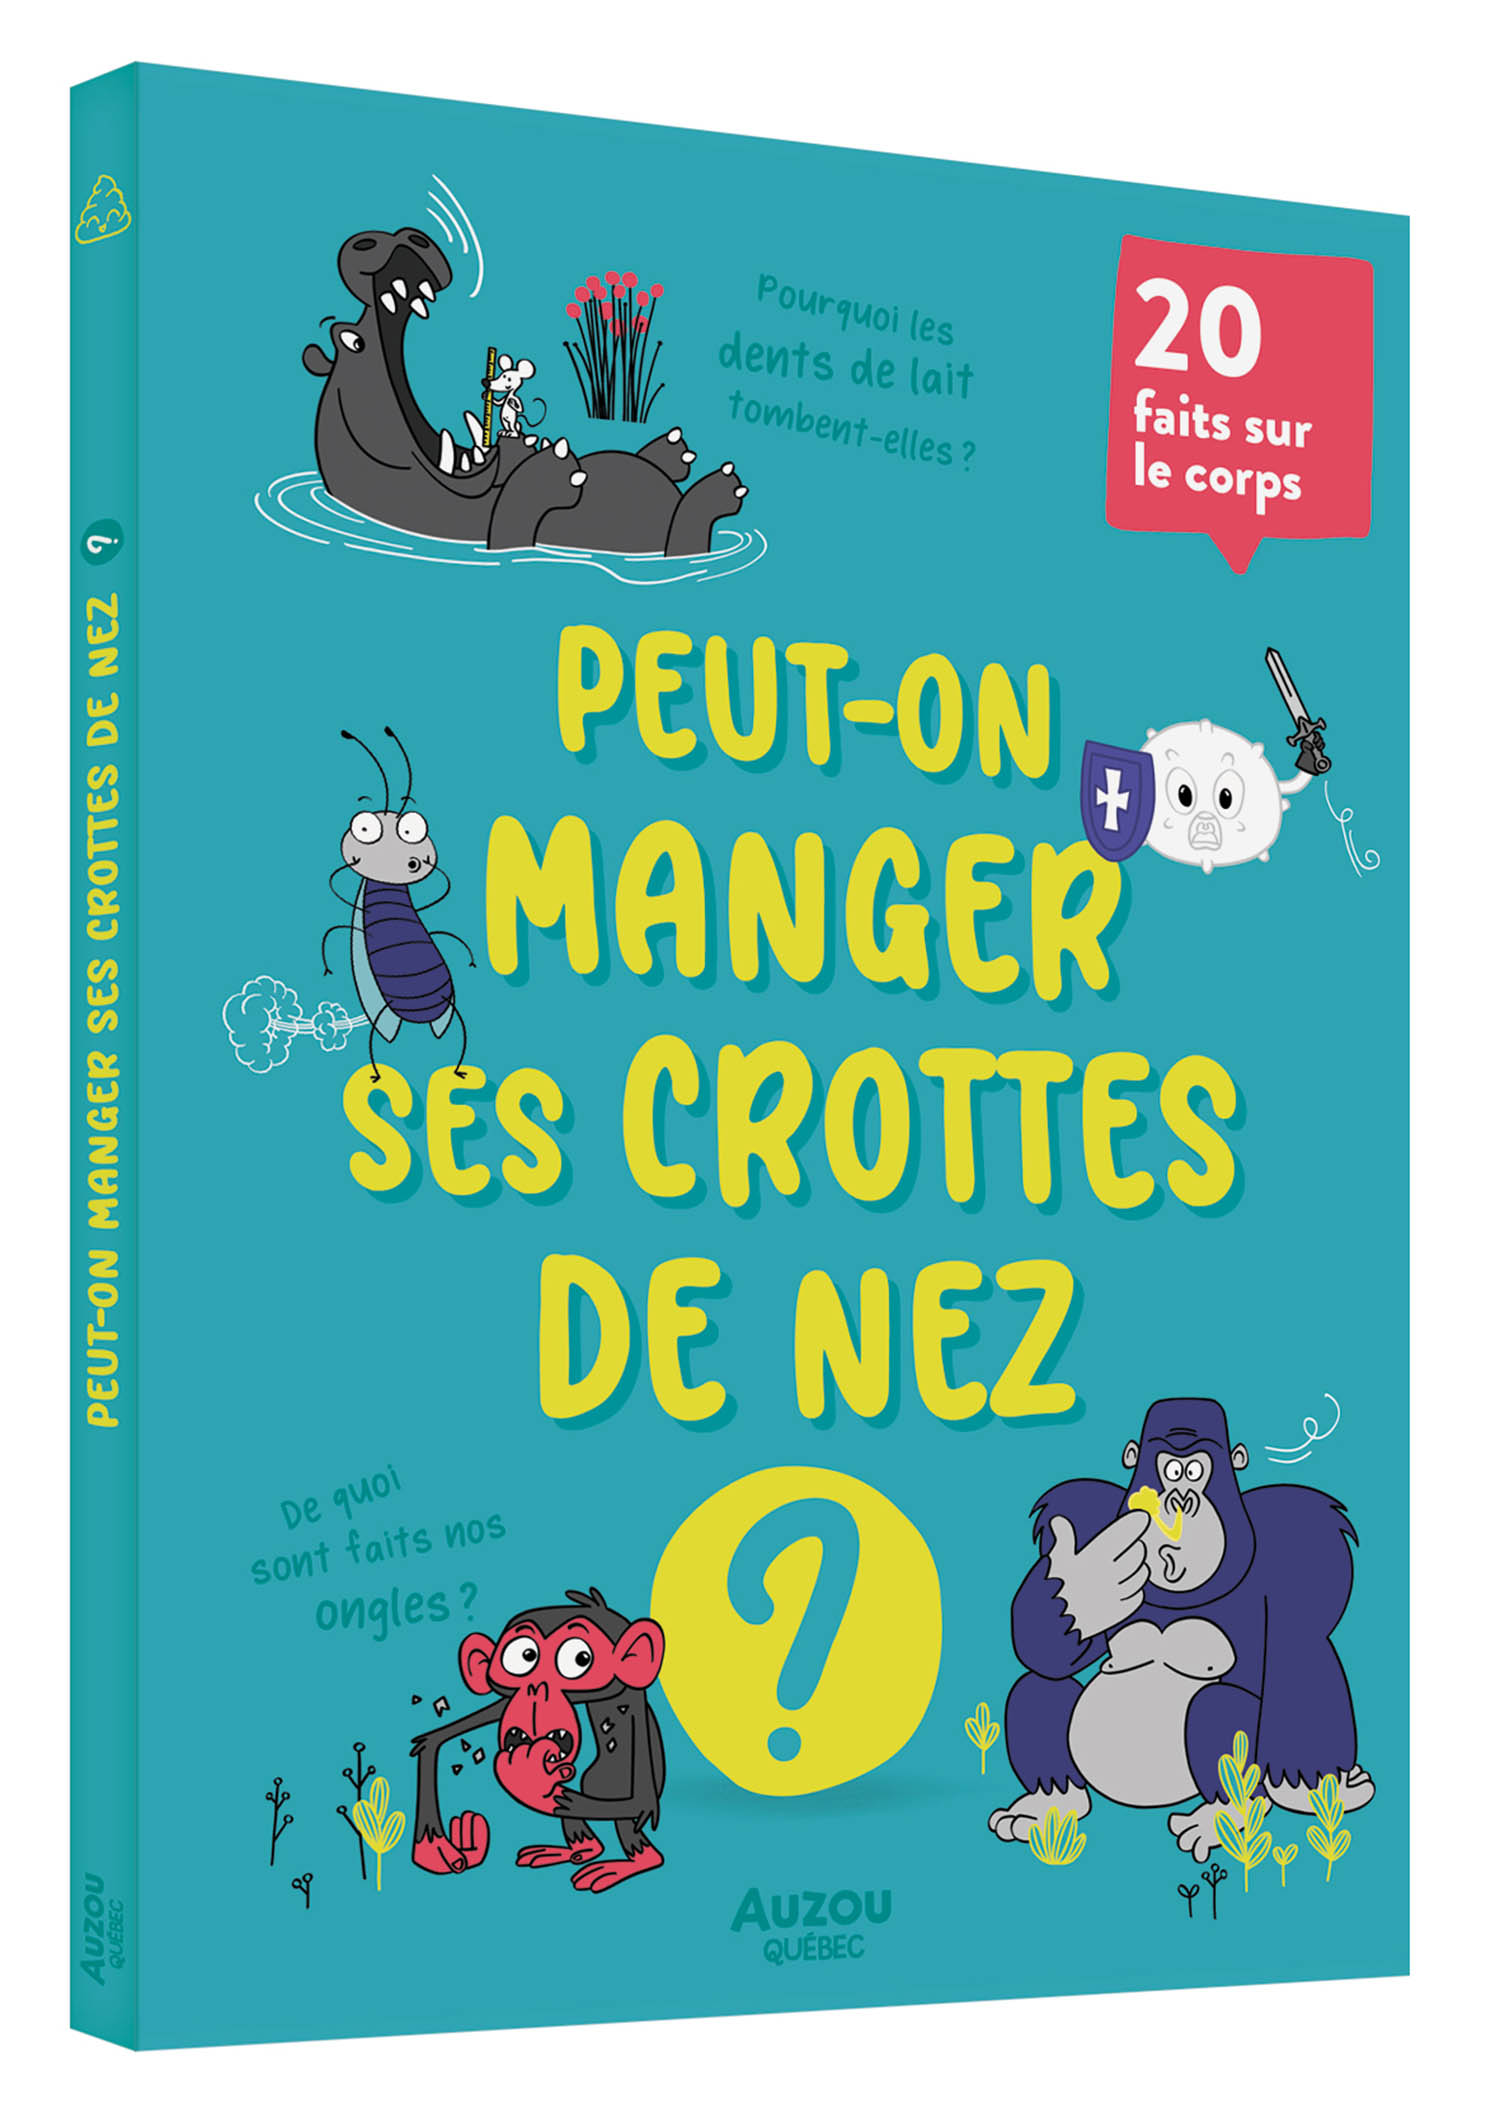 Pourquoi les
dents de lait
tombent-elles ?
20
faits sur
le corps
PEUT-ON
MANGER
SES CROTTES
DE NEZ
?
De quoi
sont faits nos
ongles ?
AUZOU
QUÉBEC
PEUT-ON MANGER SES CROTTES DE NEZ ?
AUZOU
QUÉBEC